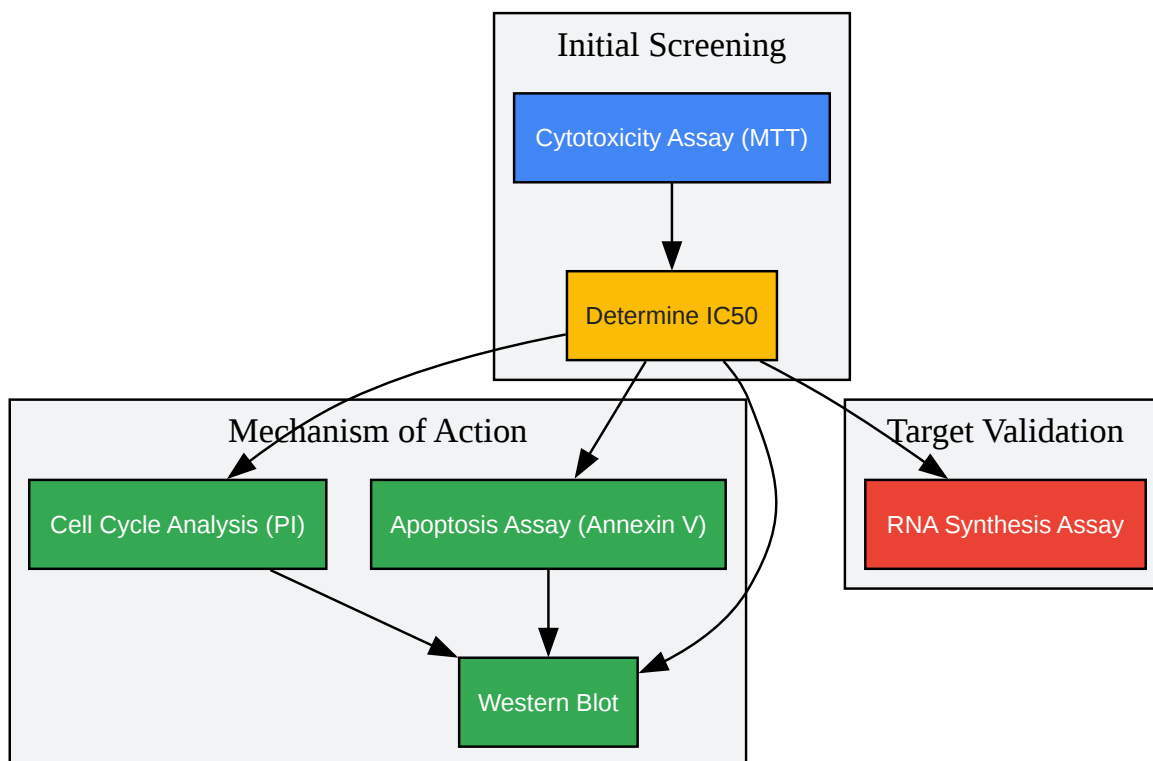 Initial Screening
Cytotoxicity Assay (MTT)
Determine IC50
Mechanism of Action
Target Validation
Cell Cycle Analysis (PI)
Apoptosis Assay (Annexin V)
RNA Synthesis Assay
Western Blot